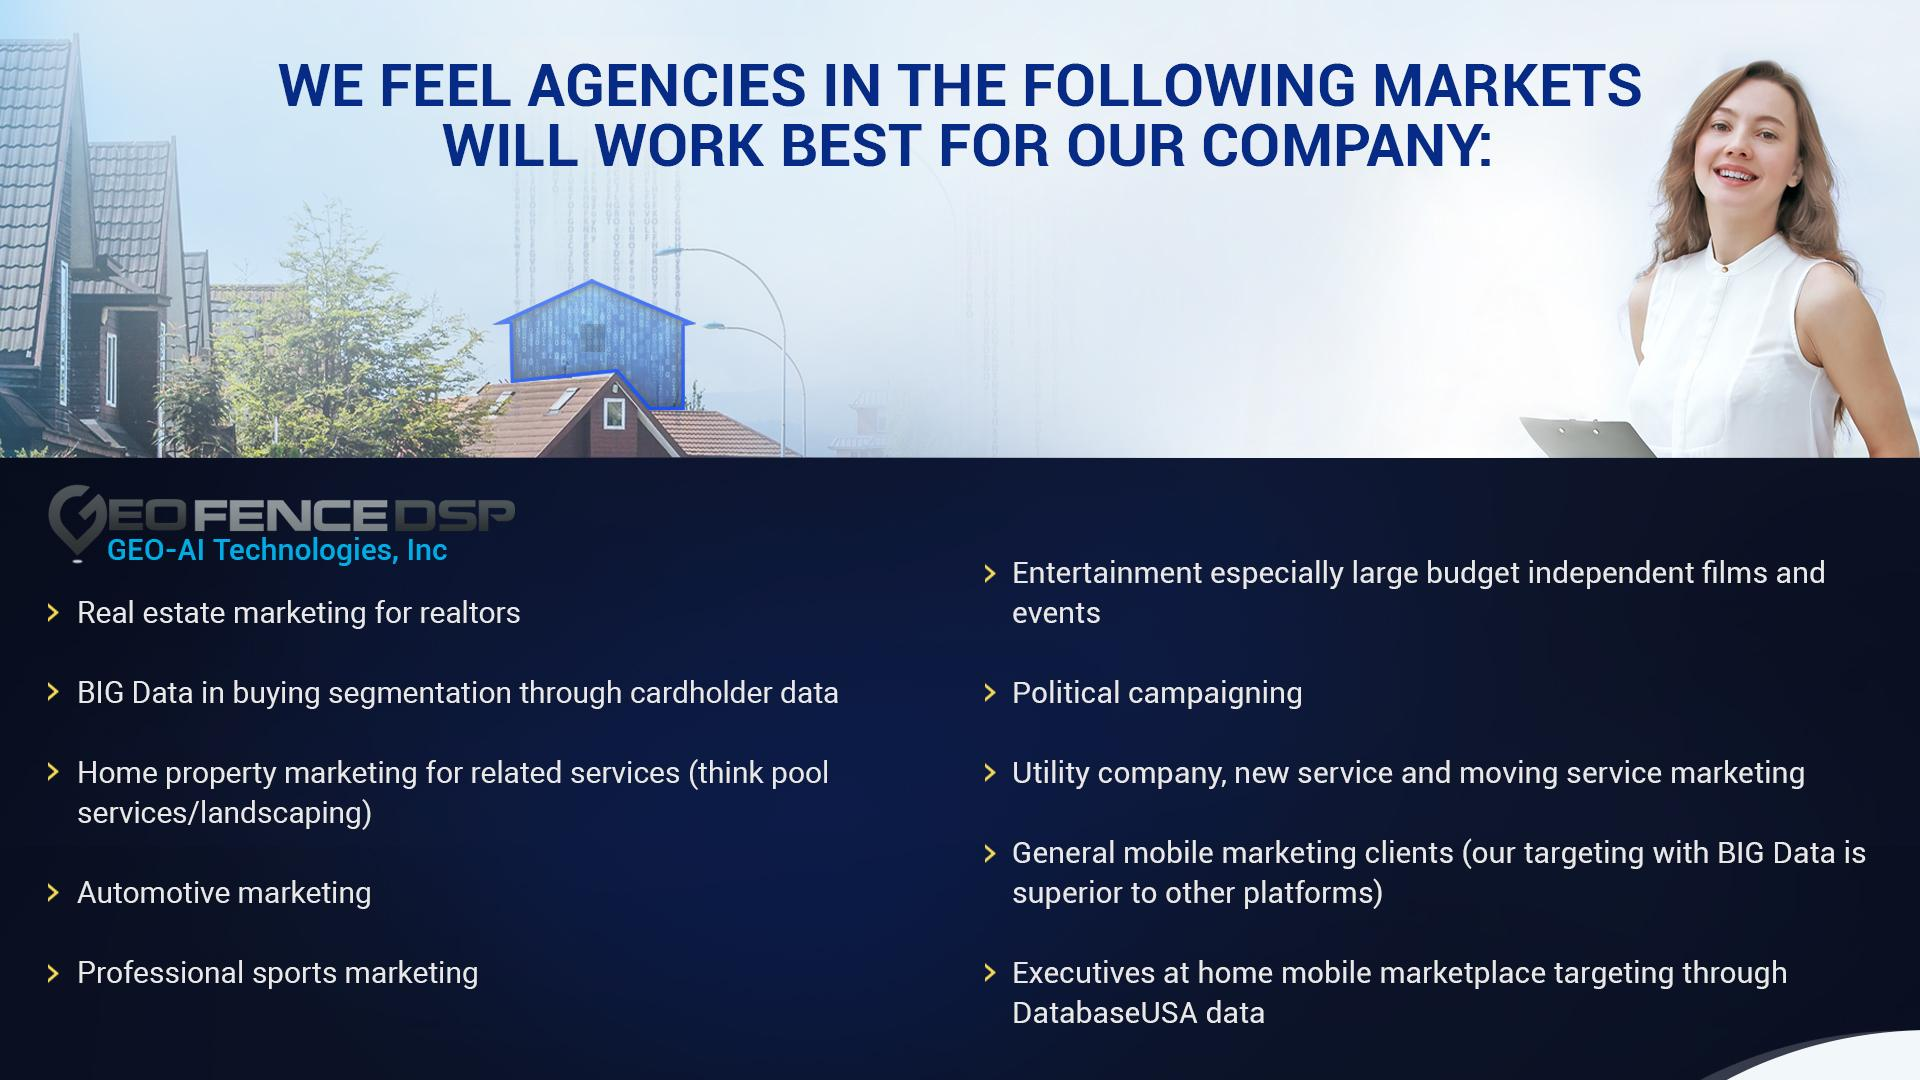 WE FEEL AGENCIES IN THE FOLLOWING MARKETS
WILL WORK BEST FOR OUR COMPANY:
GEOFENCEDSP
GEO-AI Technologies, Inc
Real estate marketing for realtors
BIG Data in buying segmentation through cardholder data
Home property marketing for related services (think pool
services/landscaping)
Automotive marketing
Professional sports marketing
Entertainment especially large budget independent films and
events
Political campaigning
Utility company, new service and moving service marketing
General mobile marketing clients (our targeting with BIG Data is
superior to other platforms)
Executives at home mobile marketplace targeting through
DatabaseUSA data